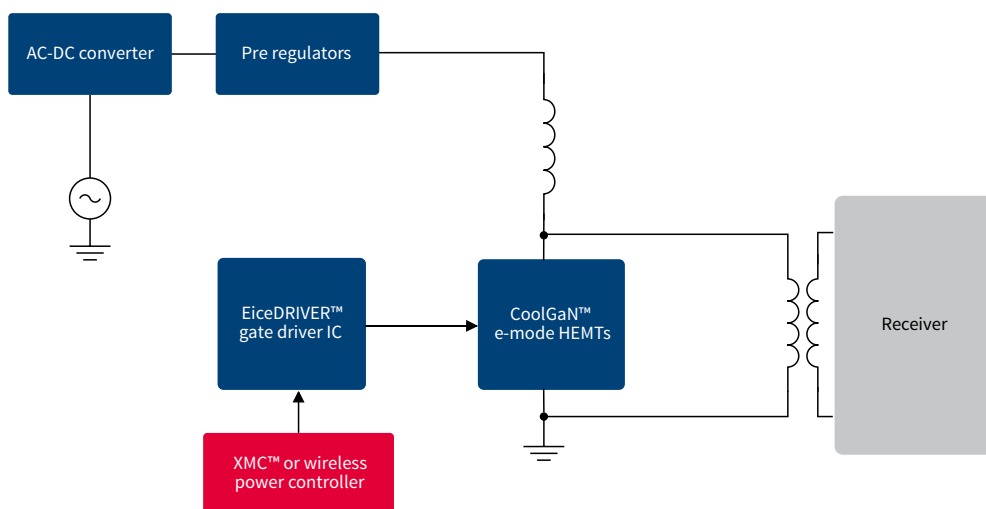 AC-DC converter
Pre regulators
EiceDRIVER™
gate driver IC
CoolGaN™
e-mode HEMTs
Receiver
XMC™ or wireless
power controller